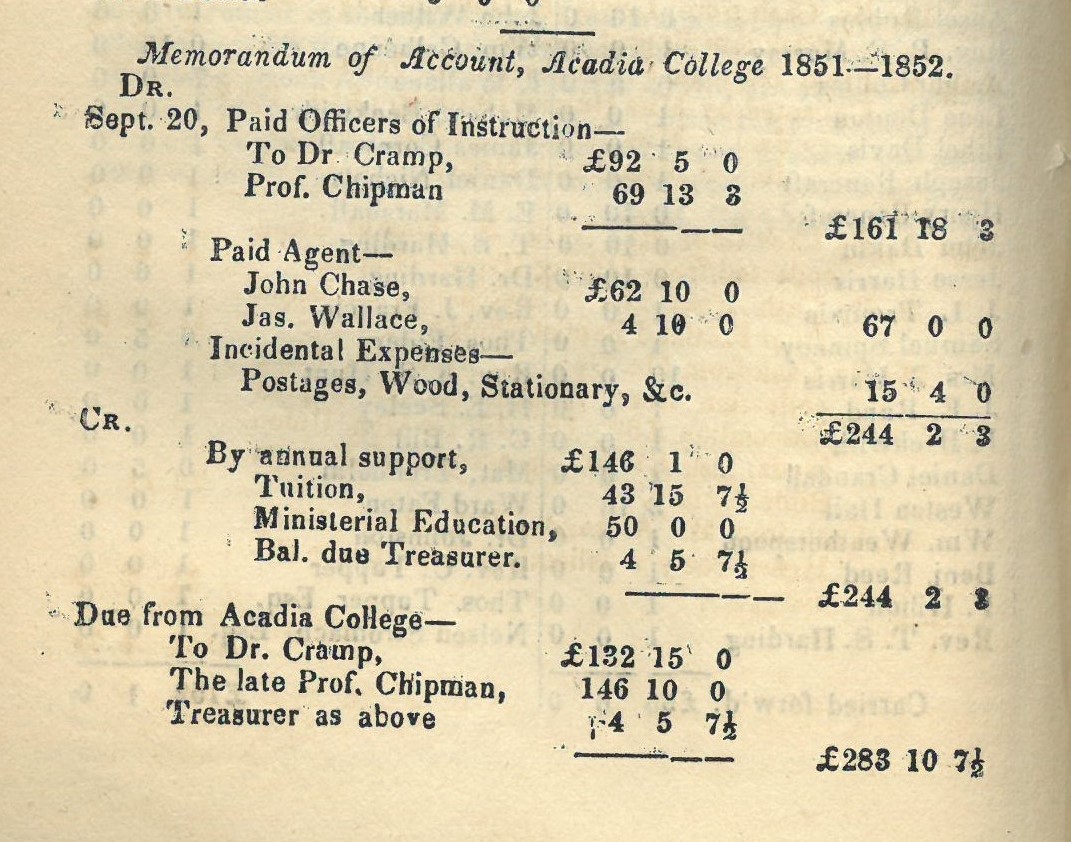 Memorandum of Account, Acadia College 1851—1852.
DR.
Sept. 20, Paid Officers of Instruction—
To Dr. Cramp, £92 5 0
Prof. Chipman 69 13 3
£161 18 3
Paid Agent—
John Chase, £62 10 0
Jas. Wallace, 4 10 0 67 0 0
Incidental Expenses—
Postages, Wood, Stationary, &c. 15 4 0
£244 2 3
CR.
By annual support, £146 1 0
Tuition, 43 15 7½
Ministerial Education, 50 0 0
Bal. due Treasurer. 4 5 7½
£244 2 3
Due from Acadia College—
To Dr. Cramp, £132 15 0
The late Prof. Chipman, 146 10 0
Treasurer as above 4 5 7½
£283 10 7½